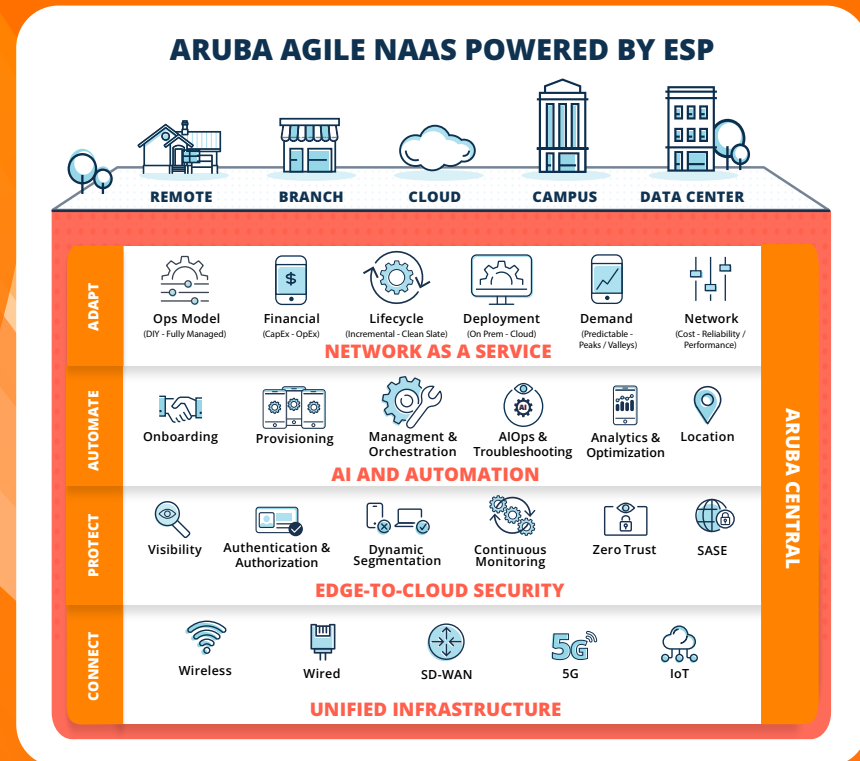 ARUBA AGILE NAAS POWERED BY ESP
REMOTE
BRANCH
CLOUD
CAMPUS
DATA CENTER
ADAPT
Ops Model
(DIY - Fully Managed)
Financial
(CapEx - OpEx)
Lifecycle
(Incremental - Clean Slate)
Deployment
(On Prem - Cloud)
Demand
(Predictable -
Peaks / Valleys)
Network
(Cost - Reliability /
Performance)
$
NETWORK AS A SERVICE
AUTOMATE
Onboarding
Provisioning
Managment &
Orchestration
AI
AIOps &
Troubleshooting
Analytics &
Optimization
Location
AI AND AUTOMATION
PROTECT
Visibility
Authentication &
Authorization
Dynamic
Segmentation
Continuous
Monitoring
Zero Trust
SASE
EDGE-TO-CLOUD SECURITY
CONNECT
Wireless
Wired
SD-WAN
5G
5G
IoT
UNIFIED INFRASTRUCTURE
ARUBA CENTRAL